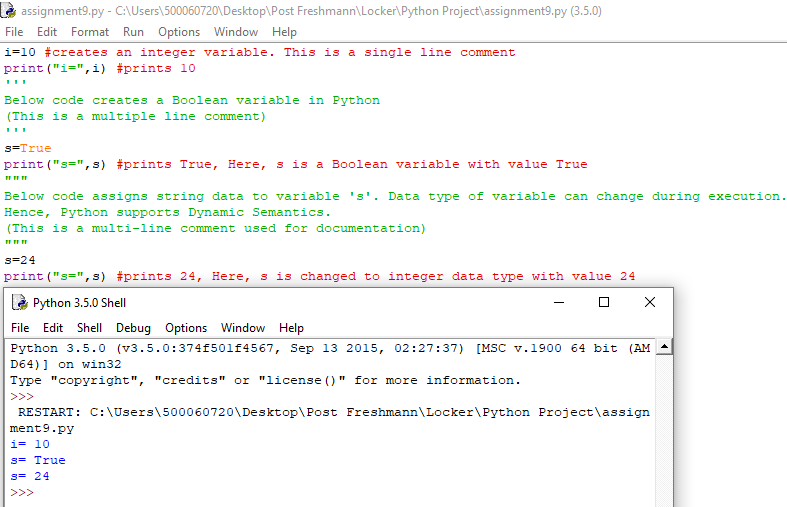 assignment9.py - C:\Users\500060720\Desktop\Post Freshmann\Locker\Python Project\assignment9.py (3.5.0)
File Edit Format Run Options Window Help
i=10 #creates an integer variable. This is a single line comment
print("i=",i) #prints 10
'''
Below code creates a Boolean variable in Python
(This is a multiple line comment)
'''
s=True
print("s=",s) #prints True, Here, s is a Boolean variable with value True
"""
Below code assigns string data to variable 's'. Data type of variable can change during execution.
Hence, Python supports Dynamic Semantics.
(This is a multi-line comment used for documentation)
"""
s=24
print("s=",s) #prints 24, Here, s is changed to integer data type with value 24
Python 3.5.0 Shell
File Edit Shell Debug Options Window Help
Python 3.5.0 (v3.5.0:374f501f4567, Sep 13 2015, 02:27:37) [MSC v.1900 64 bit (AM
D64)] on win32
Type "copyright", "credits" or "license()" for more information.
>>>
RESTART: C:\Users\500060720\Desktop\Post Freshmann\Locker\Python Project\assign
ment9.py
i= 10
s= True
s= 24
>>>